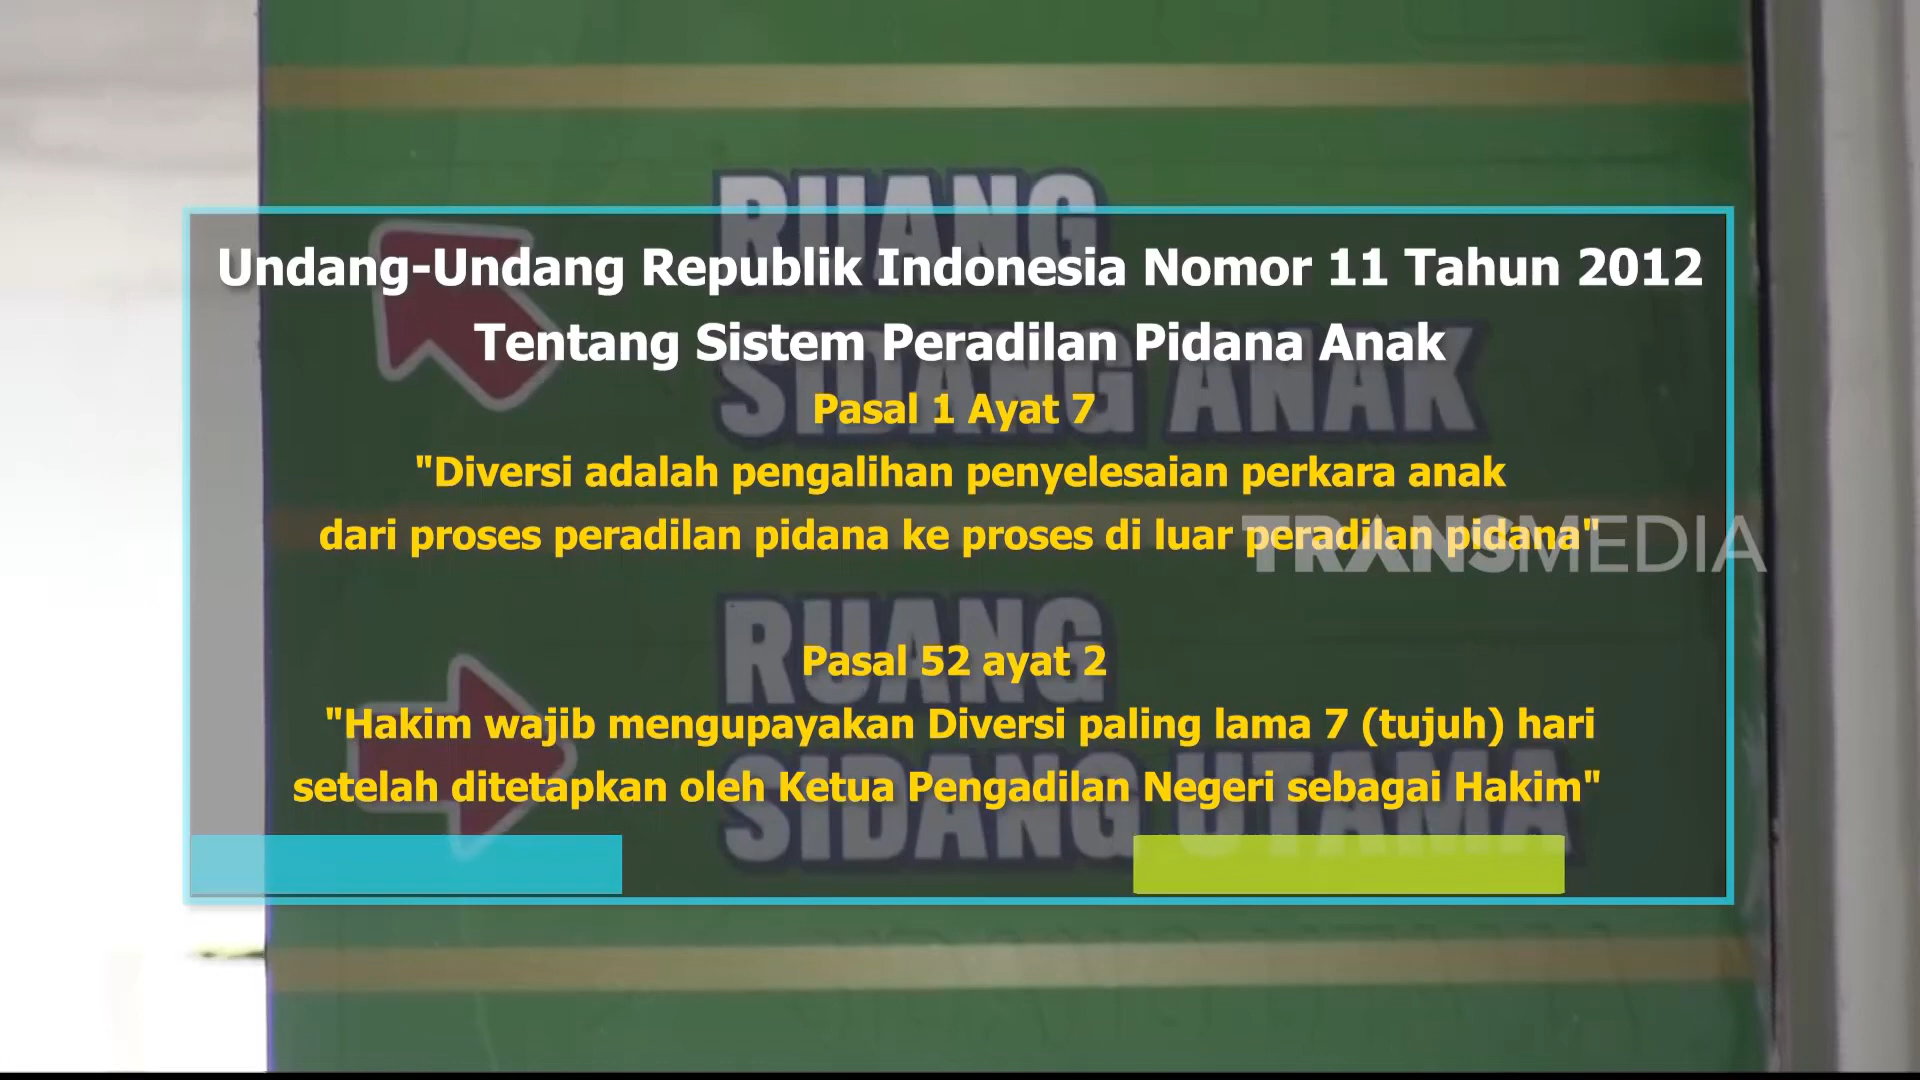 RUANG
SIDANG ANAK
Undang-Undang Republik Indonesia Nomor 11 Tahun 2012
Tentang Sistem Peradilan Pidana Anak
Pasal 1 Ayat 7
"Diversi adalah pengalihan penyelesaian perkara anak
dari proses peradilan pidana ke proses di luar peradilan pidana"
TRANSMEDIA
Pasal 52 ayat 2
"Hakim wajib mengupayakan Diversi paling lama 7 (tujuh) hari
setelah ditetapkan oleh Ketua Pengadilan Negeri sebagai Hakim"
RUANG
SIDANG UTAMA